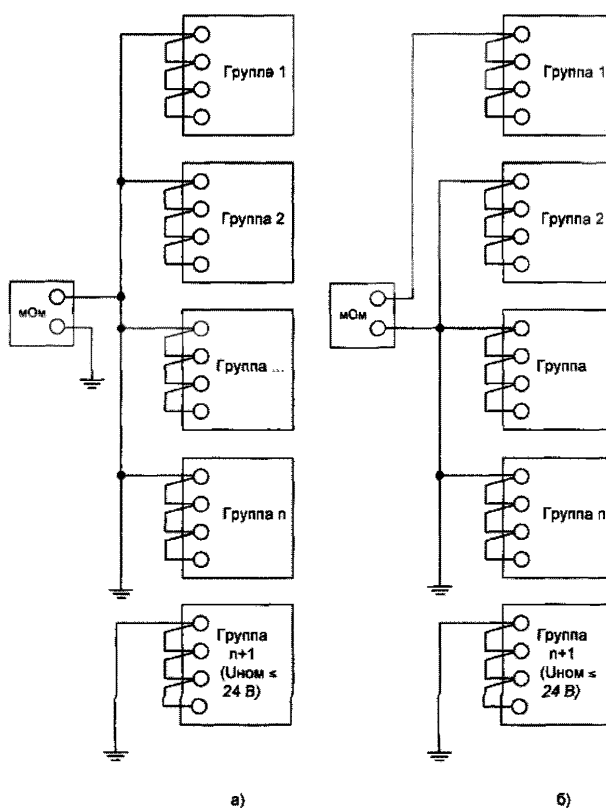 Группа 1
Группа 2
мОм
Группа ...
Группа n
Группа
n+1
(Uном ≤
24 В)
а)
Группа 1
Группа 2
мОм
Группа
Группа n
Группа
n+1
(Uном ≤
24 В)
б)